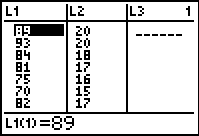 L1 L2 L3 1
89 20 ------
93 20
84 18
81 17
75 16
70 15
82 17
L1(1)=89